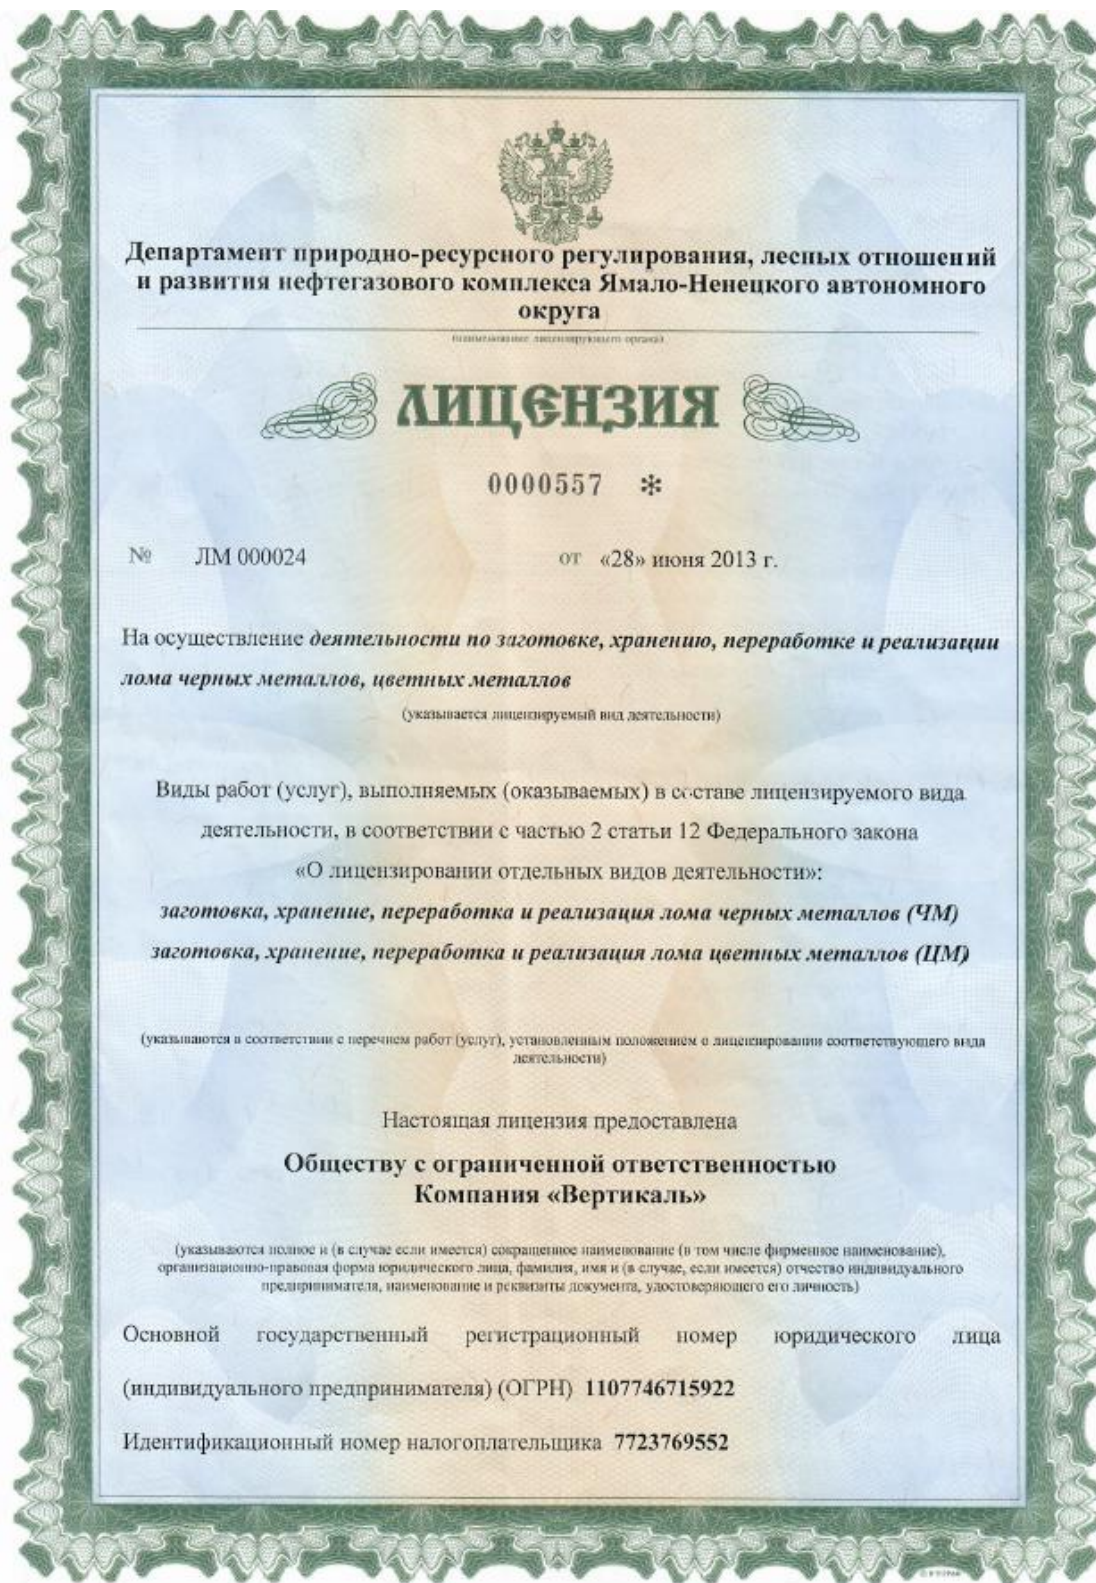 Департамент природно-ресурсного регулирования, лесных отношений
и развития нефтегазового комплекса Ямало-Ненецкого автономного
округа
(наименование лицензирующего органа)
ЛИЦЕНЗИЯ
0000557 *
№ ЛМ 000024 от «28» июня 2013 г.
На осуществление деятельности по заготовке, хранению, переработке и реализации
лома черных металлов, цветных металлов
(указывается лицензируемый вид деятельности)
Виды работ (услуг), выполняемых (оказываемых) в составе лицензируемого вида
деятельности, в соответствии с частью 2 статьи 12 Федерального закона
«О лицензировании отдельных видов деятельности»:
заготовка, хранение, переработка и реализация лома черных металлов (ЧМ)
заготовка, хранение, переработка и реализация лома цветных металлов (ЦМ)
(указываются в соответствии с перечнем работ (услуг), установленным положением о лицензировании соответствующего вида
деятельности)
Настоящая лицензия предоставлена
Обществу с ограниченной ответственностью
Компания «Вертикаль»
(указываются полное и (в случае если имеется) сокращенное наименование (в том числе фирменное наименование),
организационно-правовая форма юридического лица, фамилия, имя и (в случае, если имеется) отчество индивидуального
предпринимателя, наименование и реквизиты документа, удостоверяющего его личность)
Основной государственный регистрационный номер юридического лица
(индивидуального предпринимателя) (ОГРН) 1107746715922
Идентификационный номер налогоплательщика 7723769552